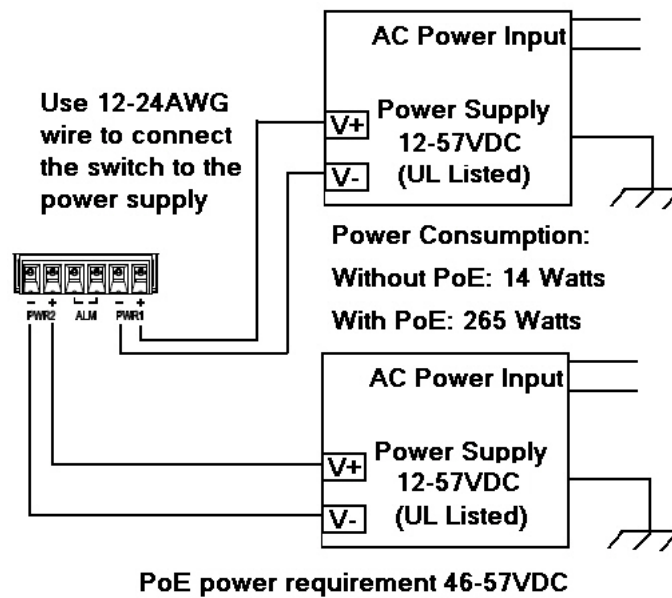 AC Power Input
Use 12-24AWG
wire to connect
the switch to the
power supply
V+
Power Supply
12-57VDC
V-
(UL Listed)
Power Consumption:
Without PoE: 14 Watts
With PoE: 265 Watts
- + - +
PWR2 ALM PWR1
AC Power Input
V+
Power Supply
12-57VDC
V-
(UL Listed)
PoE power requirement 46-57VDC